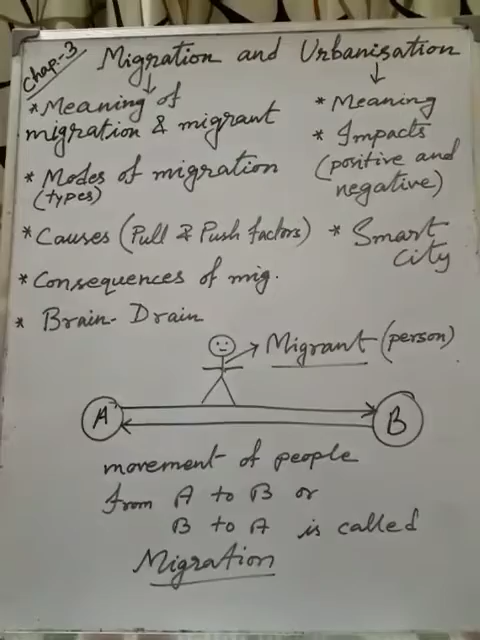 Chap:-3
Migration and Urbanisation
* Meaning of
migration & migrant
* Modes of migration
(types)
* Causes (Pull & Push factors)
* Consequences of mig.
* Brain-Drain
* Meaning
* Impacts
(positive and
negative)
* Smart
City
Migrant (person)
A
B
movement of people
from A to B or
B to A is called
Migration